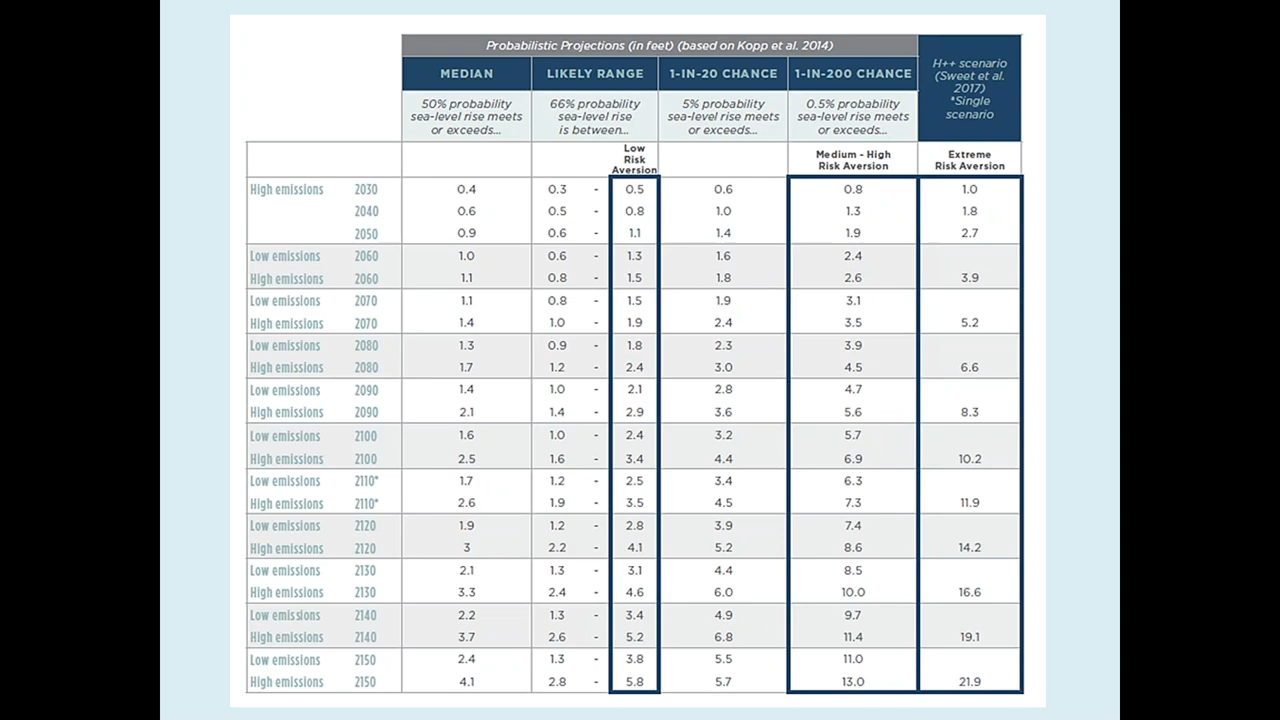 Probabilistic Projections (in feet) (based on Kopp et al. 2014)
H++ scenario
(Sweet et al.
2017)
*Single
scenario
MEDIAN LIKELY RANGE 1-IN-20 CHANCE 1-IN-200 CHANCE
50% probability 66% probability 5% probability 0.5% probability
sea-level rise meets sea-level rise sea-level rise meets sea-level rise meets
or exceeds... is between... or exceeds... or exceeds...
Low
Risk
Aversion
Medium - High
Risk Aversion
Extreme
Risk Aversion
High emissions 2030 0.4 0.3 - 0.5 0.6 0.8 1.0
2040 0.6 0.5 - 0.8 1.0 1.3 1.8
2050 0.9 0.6 - 1.1 1.4 1.9 2.7
Low emissions 2060 1.0 0.6 - 1.3 1.6 2.4
High emissions 2060 1.1 0.8 - 1.5 1.8 2.6 3.9
Low emissions 2070 1.1 0.8 - 1.5 1.9 3.1
High emissions 2070 1.4 1.0 - 1.9 2.4 3.5 5.2
Low emissions 2080 1.3 0.9 - 1.8 2.3 3.9
High emissions 2080 1.7 1.2 - 2.4 3.0 4.5 6.6
Low emissions 2090 1.4 1.0 - 2.1 2.8 4.7
High emissions 2090 2.1 1.4 - 2.9 3.6 5.6 8.3
Low emissions 2100 1.6 1.0 - 2.4 3.2 5.7
High emissions 2100 2.5 1.6 - 3.4 4.4 6.9 10.2
Low emissions 2110* 1.7 1.2 - 2.5 3.4 6.3
High emissions 2110* 2.6 1.9 - 3.5 4.5 7.3 11.9
Low emissions 2120 1.9 1.2 - 2.8 3.9 7.4
High emissions 2120 3 2.2 - 4.1 5.2 8.6 14.2
Low emissions 2130 2.1 1.3 - 3.1 4.4 8.5
High emissions 2130 3.3 2.4 - 4.6 6.0 10.0 16.6
Low emissions 2140 2.2 1.3 - 3.4 4.9 9.7
High emissions 2140 3.7 2.6 - 5.2 6.8 11.4 19.1
Low emissions 2150 2.4 1.3 - 3.8 5.5 11.0
High emissions 2150 4.1 2.8 - 5.8 5.7 13.0 21.9